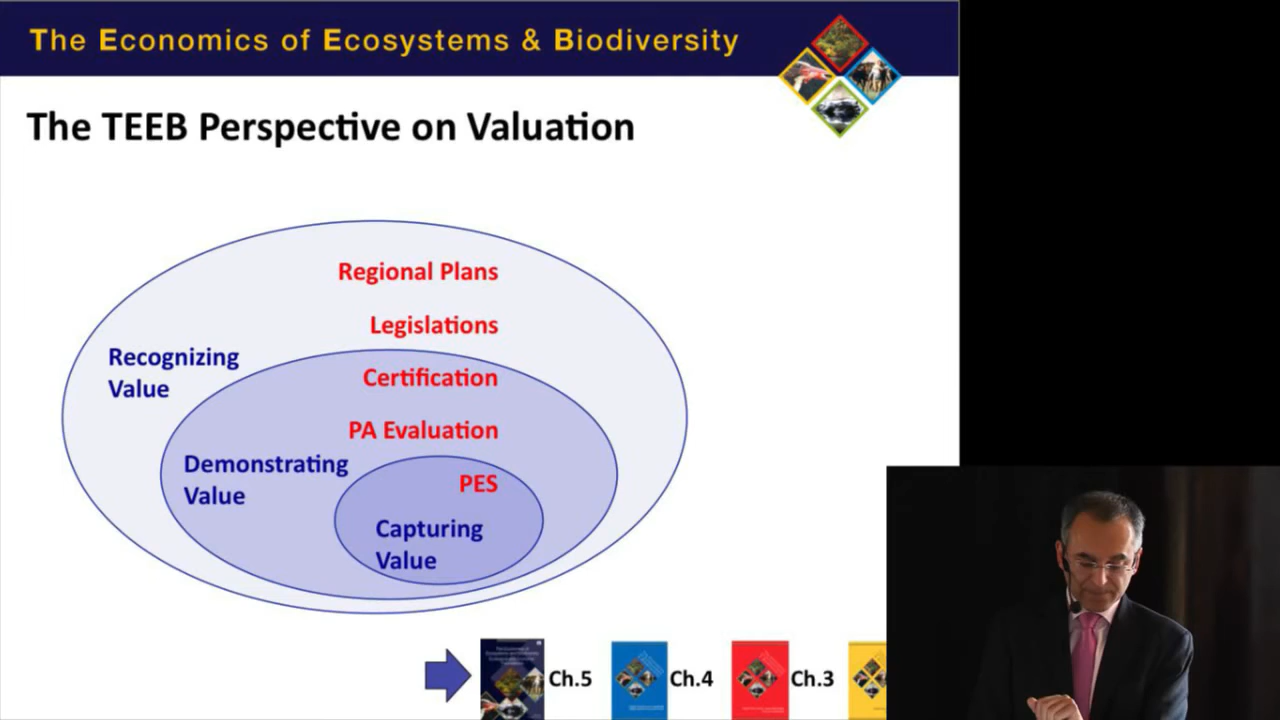 The Economics of Ecosystems & Biodiversity
The TEEB Perspective on Valuation
Regional Plans
Legislations
Recognizing
Value
Certification
PA Evaluation
Demonstrating
Value
PES
Capturing
Value
Ch.5
Ch.4
Ch.3